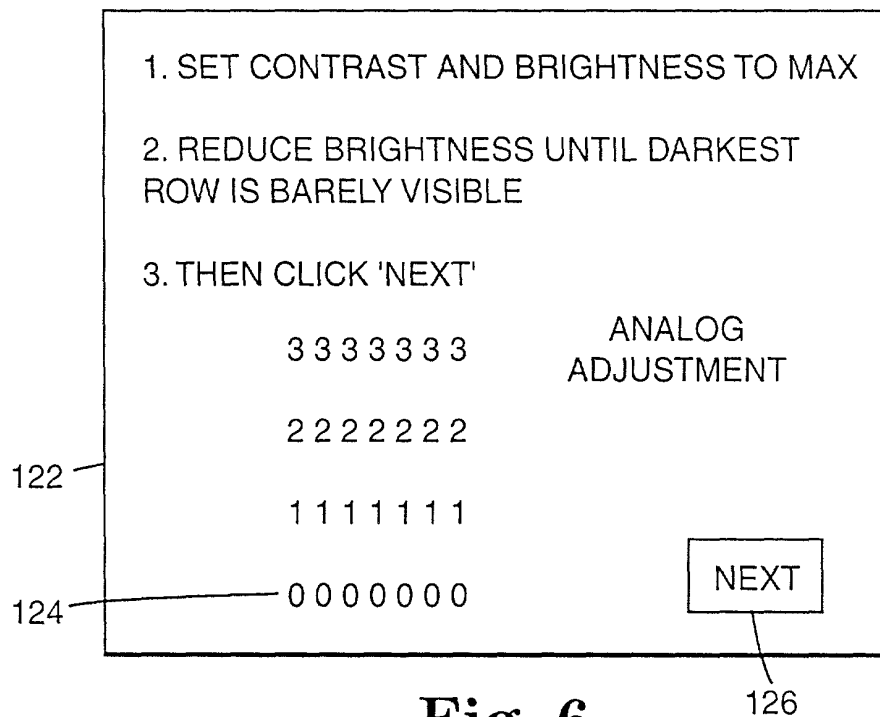 1. SET CONTRAST AND BRIGHTNESS TO MAX
2. REDUCE BRIGHTNESS UNTIL DARKEST
ROW IS BARELY VISIBLE
3. THEN CLICK 'NEXT'
3 3 3 3 3 3 3
ANALOG
ADJUSTMENT
2 2 2 2 2 2 2
122
1 1 1 1 1 1 1
NEXT
124
0 0 0 0 0 0 0
126
Fig. 6